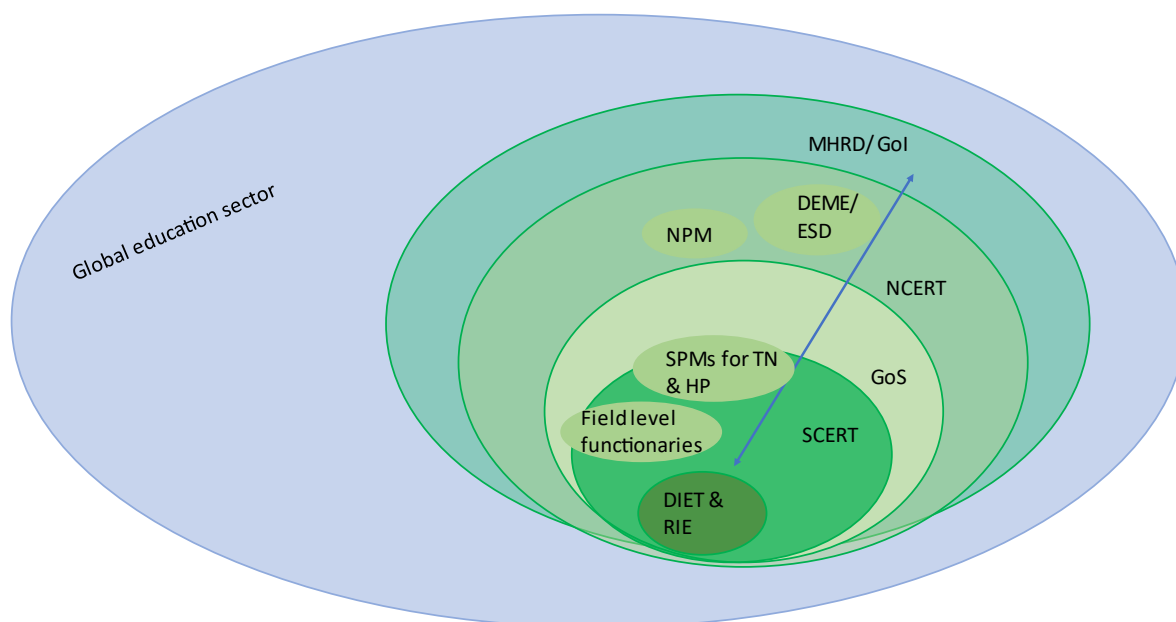 MHRD/ GoI
Global education sector
DEME/
ESD
NPM
NCERT
SPMs for TN
& HP
GoS
Field level
functionaries
SCERT
DIET &
RIE